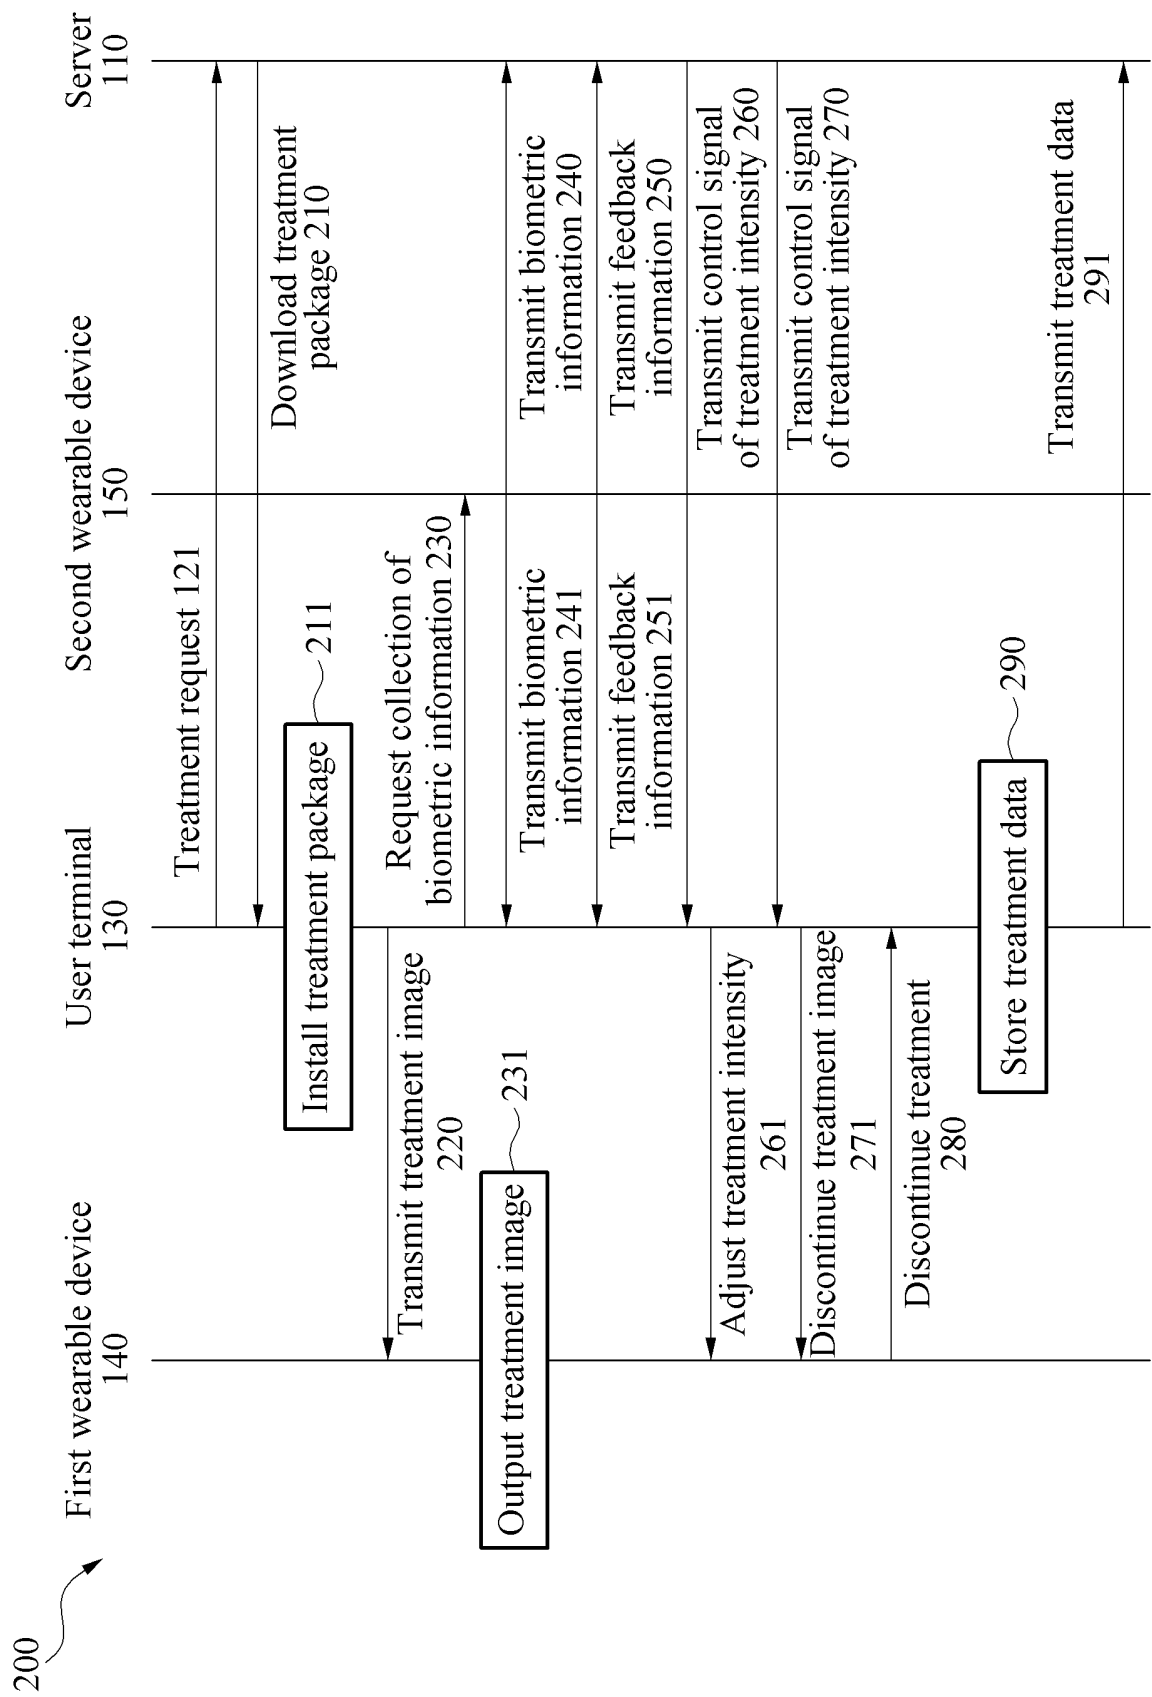 200
First wearable device
140
User terminal
130
Second wearable device
150
Server
110
Treatment request 121
Download treatment
package 210
Install treatment package
211
Transmit treatment image
220
Request collection of
biometric information 230
Output treatment image
231
Transmit biometric
information 241
Transmit biometric
information 240
Transmit feedback
information 251
Transmit feedback
information 250
Transmit control signal
of treatment intensity 260
Adjust treatment intensity
261
Transmit control signal
of treatment intensity 270
Discontinue treatment image
271
Discontinue treatment
280
Store treatment data
290
Transmit treatment data
291